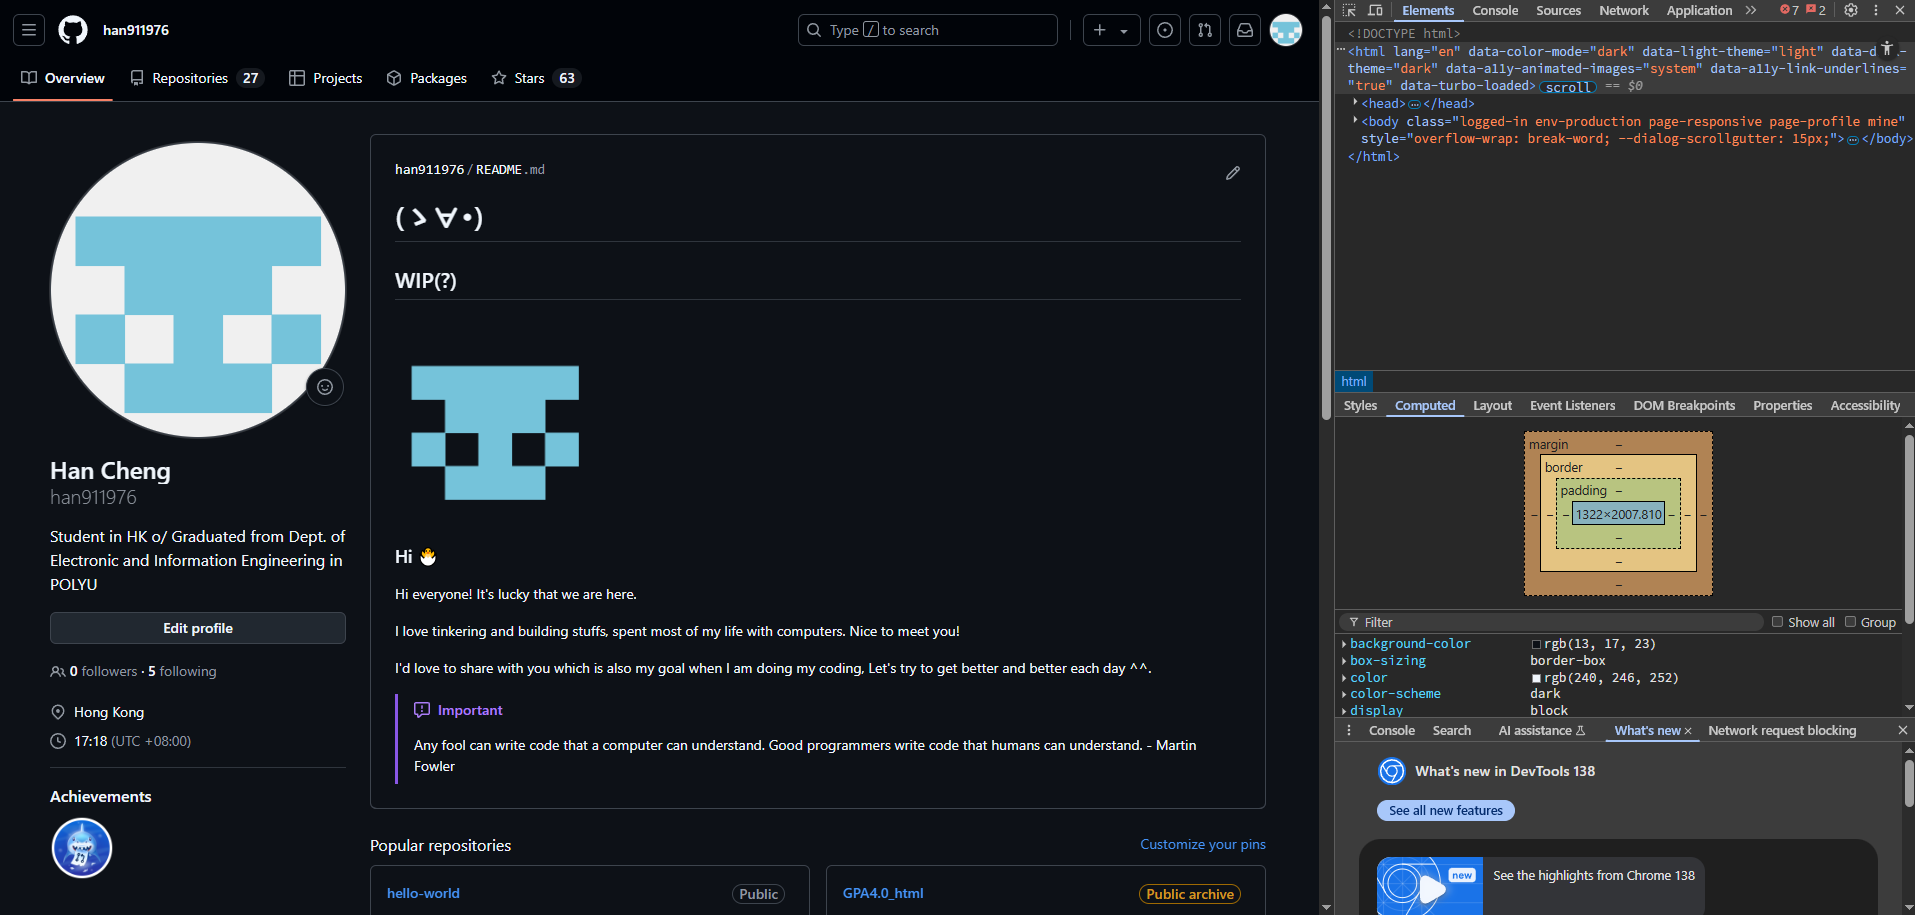 han911976
Type / to search
Overview
Repositories 27
Projects
Packages
Stars 63
Han Cheng
han911976
Student in HK o/ Graduated from Dept. of
Electronic and Information Engineering in
POLYU
Edit profile
0 followers · 5 following
Hong Kong
17:18 (UTC +08:00)
Achievements
han911976/README.md
(ゝ∀•)
WIP(?)
Hi 🐣
Hi everyone! It's lucky that we are here.
I love tinkering and building stuffs, spent most of my life with computers. Nice to meet you!
I'd love to share with you which is also my goal when I am doing my coding, Let's try to get better and better each day ^^.
Important
Any fool can write code that a computer can understand. Good programmers write code that humans can understand. - Martin
Fowler
Popular repositories
Customize your pins
hello-world
Public
GPA4.0_html
Public archive
Elements
Console
Sources
Network
Application
7
2
<!DOCTYPE html>
<html lang="en" data-color-mode="dark" data-light-theme="light" data-d
theme="dark" data-a11y-animated-images="system" data-a11y-link-underlines=
"true" data-turbo-loaded> scroll == $0
<head>…</head>
<body class="logged-in env-production page-responsive page-profile mine"
style="overflow-wrap: break-word; --dialog-scrollgutter: 15px;">…</body>
</html>
html
Styles
Computed
Layout
Event Listeners
DOM Breakpoints
Properties
Accessibility
margin –
border –
padding –
– – – 1322×2007.810 – – –
–
–
–
Filter
Show all
Group
background-color rgb(13, 17, 23)
box-sizing border-box
color rgb(240, 246, 252)
color-scheme dark
display block
Console
Search
AI assistance
What's new
Network request blocking
What's new in DevTools 138
See all new features
new
See the highlights from Chrome 138